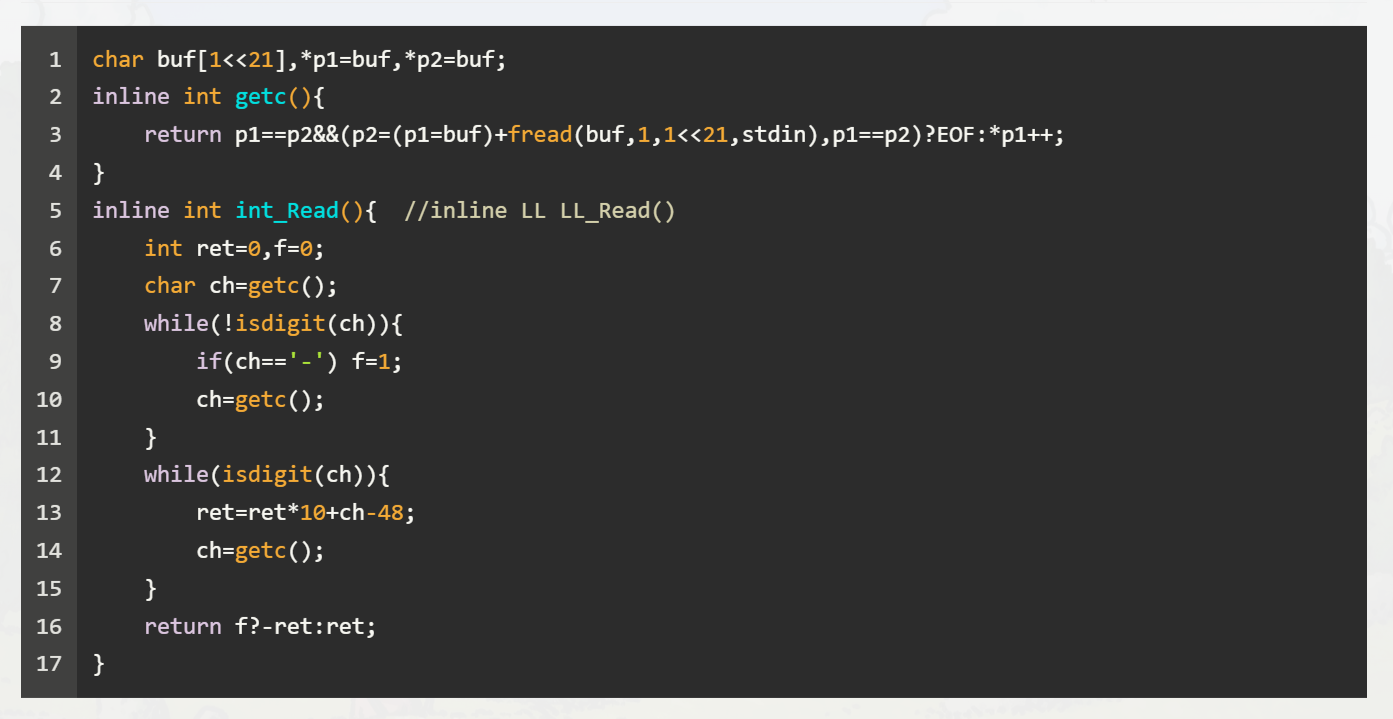 1 char buf[1<<21],*p1=buf,*p2=buf;
2 inline int getc(){
3     return p1==p2&&(p2=(p1=buf)+fread(buf,1,1<<21,stdin),p1==p2)?EOF:*p1++;
4 }
5 inline int int_Read(){  //inline LL LL_Read()
6     int ret=0,f=0;
7     char ch=getc();
8     while(!isdigit(ch)){
9         if(ch=='-') f=1;
10         ch=getc();
11     }
12     while(isdigit(ch)){
13         ret=ret*10+ch-48;
14         ch=getc();
15     }
16     return f?-ret:ret;
17 }